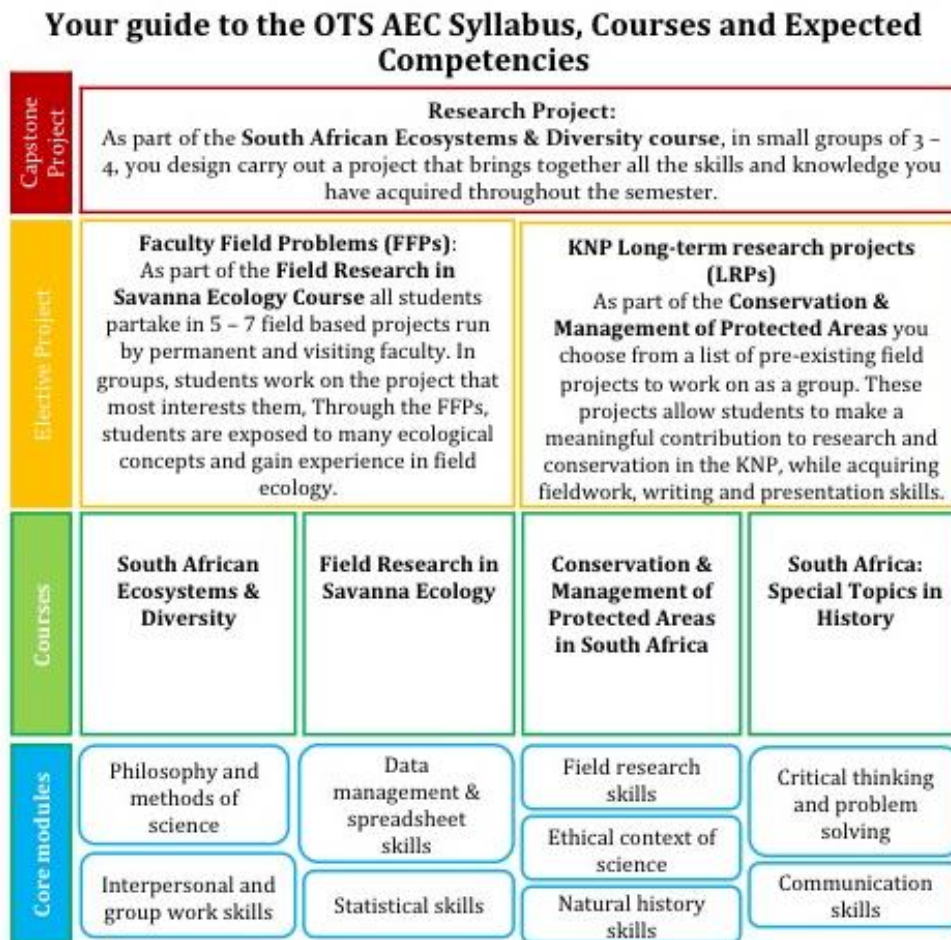 Your guide to the OTS AEC Syllabus, Courses and Expected
Competencies
Capstone
Project
Research Project:
As part of the South African Ecosystems & Diversity course, in small groups of 3 –
4, you design carry out a project that brings together all the skills and knowledge you
have acquired throughout the semester.
Elective Project
Faculty Field Problems (FFPs):
As part of the Field Research in
Savanna Ecology Course all students
partake in 5 – 7 field based projects run
by permanent and visiting faculty. In
groups, students work on the project that
most interests them, Through the FFPs,
students are exposed to many ecological
concepts and gain experience in field
ecology.
KNP Long-term research projects
(LRPs)
As part of the Conservation &
Management of Protected Areas you
choose from a list of pre-existing field
projects to work on as a group. These
projects allow students to make a
meaningful contribution to research and
conservation in the KNP, while acquiring
fieldwork, writing and presentation skills.
Courses
South African
Ecosystems &
Diversity
Field Research in
Savanna Ecology
Conservation &
Management of
Protected Areas
in South Africa
South Africa:
Special Topics in
History
Core modules
Philosophy and
methods of
science
Interpersonal and
group work skills
Data
management &
spreadsheet
skills
Statistical skills
Field research
skills
Ethical context of
science
Natural history
skills
Critical thinking
and problem
solving
Communication
skills